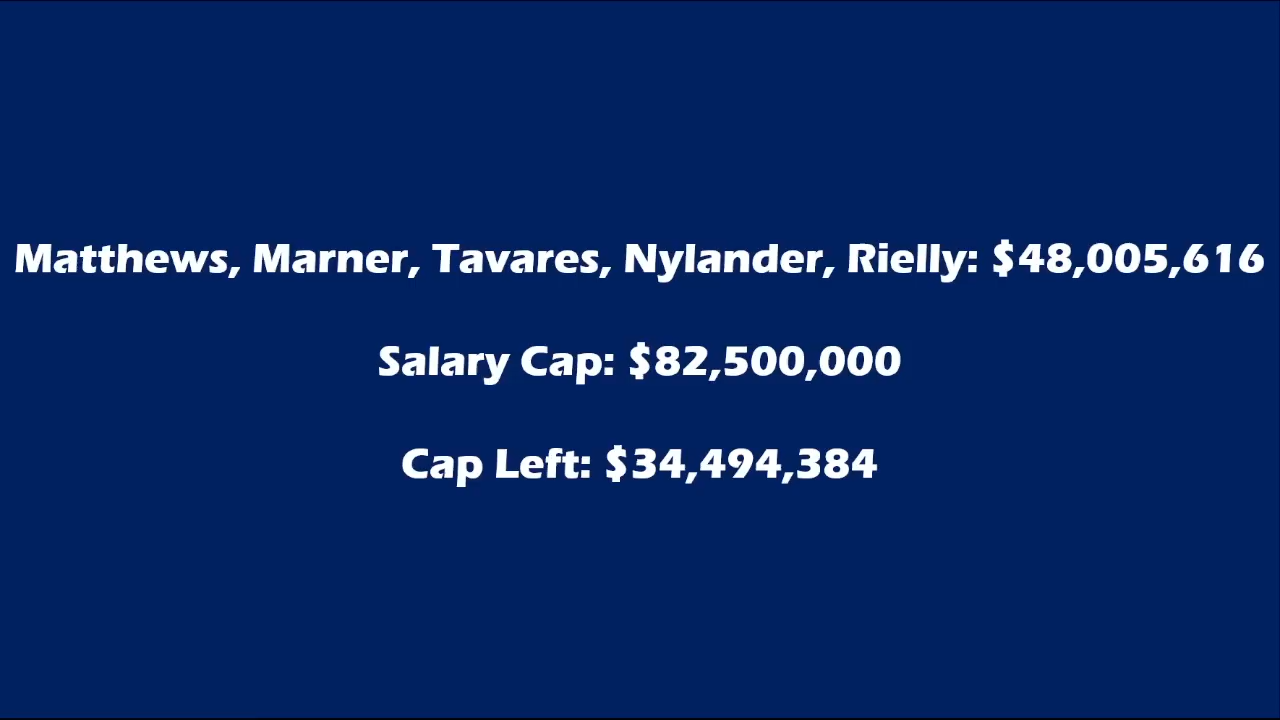 Matthews, Marner, Tavares, Nylander, Rielly: $48,005,616
Salary Cap: $82,500,000
Cap Left: $34,494,384